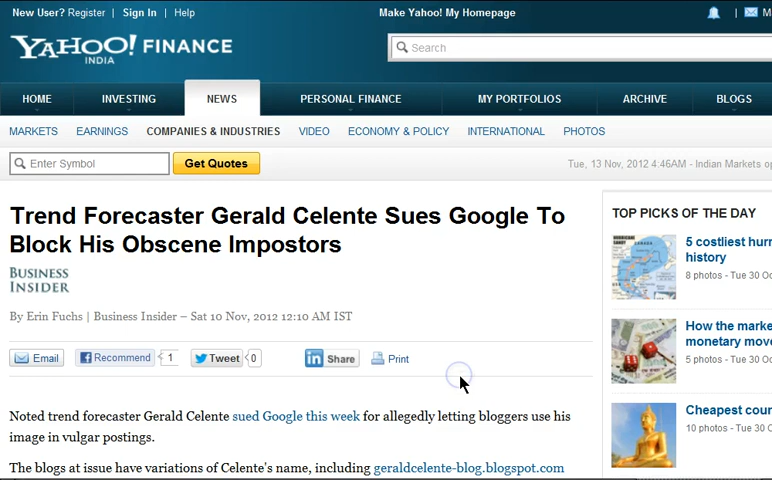 New User? Register | Sign In | Help
Make Yahoo! My Homepage
YAHOO! FINANCE
INDIA
Search
HOME INVESTING NEWS PERSONAL FINANCE MY PORTFOLIOS ARCHIVE BLOGS
MARKETS EARNINGS COMPANIES & INDUSTRIES VIDEO ECONOMY & POLICY INTERNATIONAL PHOTOS
Enter Symbol Get Quotes
Tue, 13 Nov, 2012 4:46AM - Indian Markets
Trend Forecaster Gerald Celente Sues Google To
Block His Obscene Impostors
BUSINESS
INSIDER
By Erin Fuchs | Business Insider – Sat 10 Nov, 2012 12:10 AM IST
Email Recommend 1 Tweet 0 in Share Print
Noted trend forecaster Gerald Celente sued Google this week for allegedly letting bloggers use his
image in vulgar postings.
The blogs at issue have variations of Celente's name, including geraldcelente-blog.blogspot.com
TOP PICKS OF THE DAY
5 costliest
history
8 photos - Tue 30
How the
monetary
5 photos - Tue 30
Cheapest
10 photos - Tue 30